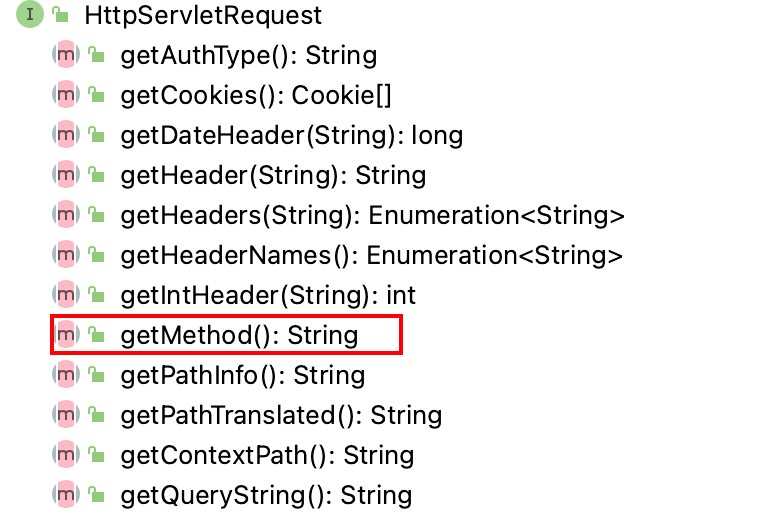 I HttpServletRequest
m getAuthType(): String
m getCookies(): Cookie[]
m getDateHeader(String): long
m getHeader(String): String
m getHeaders(String): Enumeration<String>
m getHeaderNames(): Enumeration<String>
m getIntHeader(String): int
m getMethod(): String
m getPathInfo(): String
m getPathTranslated(): String
m getContextPath(): String
m getQueryString(): String